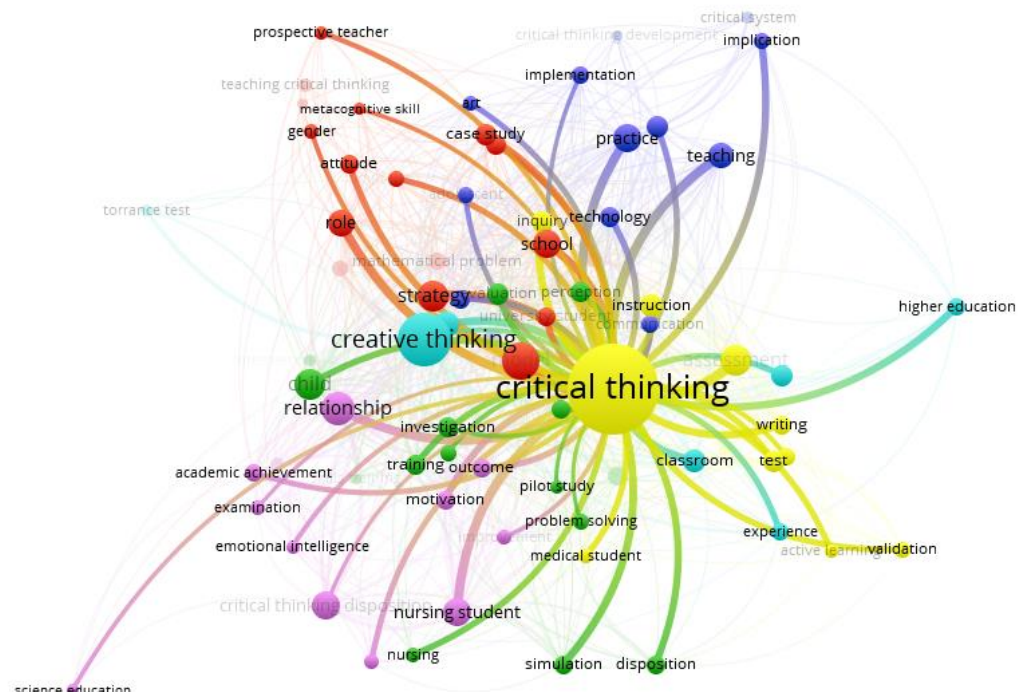 critical system
prospective teacher
critical thinking development
implication
implementation
teaching critical thinking
art
metacognitive skill
gender
case study
practice
teaching
attitude
torrance test
inquiry
technology
role
school
mathematical problem
strategy
perception
instruction
higher education
university student
communication
creative thinking
assessment
child
critical thinking
relationship
investigation
writing
training
outcome
classroom
test
academic achievement
pilot study
motivation
examination
problem solving
experience
improvement
emotional intelligence
medical student
active learning
validation
critical thinking disposition
nursing student
nursing
simulation
disposition
science education